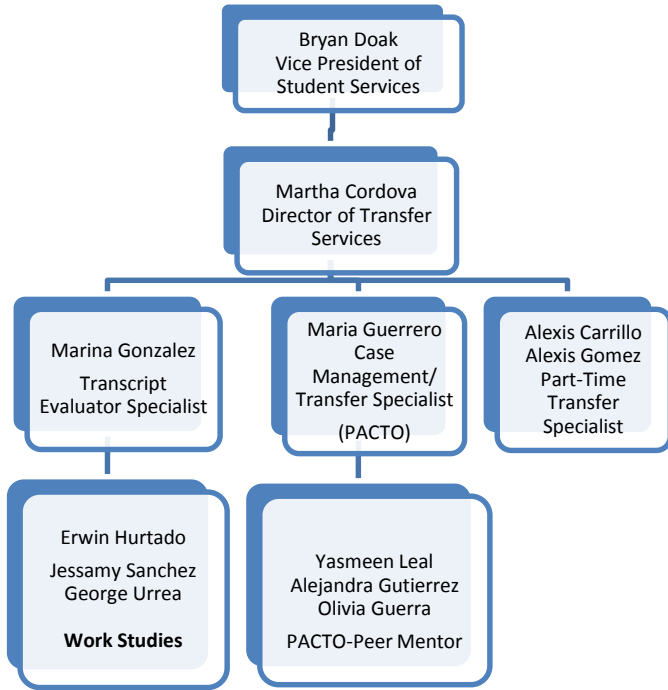 Bryan Doak
Vice President of
Student Services
Martha Cordova
Director of Transfer
Services
Marina Gonzalez
Transcript
Evaluator Specialist
Maria Guerrero
Case
Management/
Transfer Specialist
(PACTO)
Alexis Carrillo
Alexis Gomez
Part-Time
Transfer
Specialist
Erwin Hurtado
Jessamy Sanchez
George Urrea
Work Studies
Yasmeen Leal
Alejandra Gutierrez
Olivia Guerra
PACTO-Peer Mentor